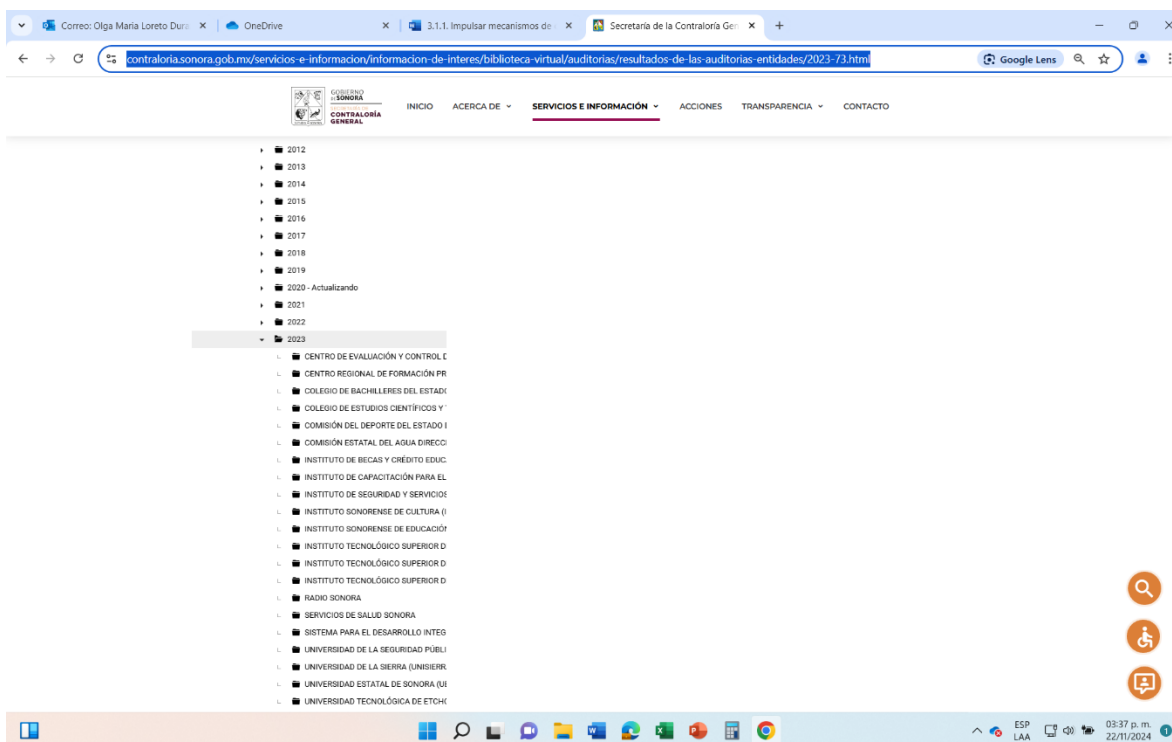 Correo: Olga Maria Loreto Dura
OneDrive
3.1.1. Impulsar mecanismos de
Secretaría de la Contraloría Gen
contraloria.sonora.gob.mx/servicios-e-informacion/informacion-de-interes/biblioteca-virtual/auditorias/resultados-de-las-auditorias-entidades/2023-73.html
Google Lens
GOBIERNO
DE SONORA
CONTRALORÍA
GENERAL
INICIO ACERCA DE SERVICIOS E INFORMACIÓN ACCIONES TRANSPARENCIA CONTACTO
2012
2013
2014
2015
2016
2017
2018
2019
2020 - Actualizando
2021
2022
2023
CENTRO DE EVALUACIÓN Y CONTROL D
CENTRO REGIONAL DE FORMACIÓN PR
COLEGIO DE BACHILLERES DEL ESTADO
COLEGIO DE ESTUDIOS CIENTÍFICOS Y
COMISIÓN DEL DEPORTE DEL ESTADO
COMISIÓN ESTATAL DEL AGUA DIRECCI
INSTITUTO DE BECAS Y CRÉDITO EDUC
INSTITUTO DE CAPACITACIÓN PARA EL
INSTITUTO DE SEGURIDAD Y SERVICIOS
INSTITUTO SONORENSE DE CULTURA (
INSTITUTO SONORENSE DE EDUCACIÓN
INSTITUTO TECNOLÓGICO SUPERIOR D
INSTITUTO TECNOLÓGICO SUPERIOR D
INSTITUTO TECNOLÓGICO SUPERIOR D
RADIO SONORA
SERVICIOS DE SALUD SONORA
SISTEMA PARA EL DESARROLLO INTEG
UNIVERSIDAD DE LA SEGURIDAD PÚBLI
UNIVERSIDAD DE LA SIERRA (UNISIERR
UNIVERSIDAD ESTATAL DE SONORA (UE
UNIVERSIDAD TECNOLÓGICA DE ETCHO
ESP
LAA
03:37 p. m.
22/11/2024
1